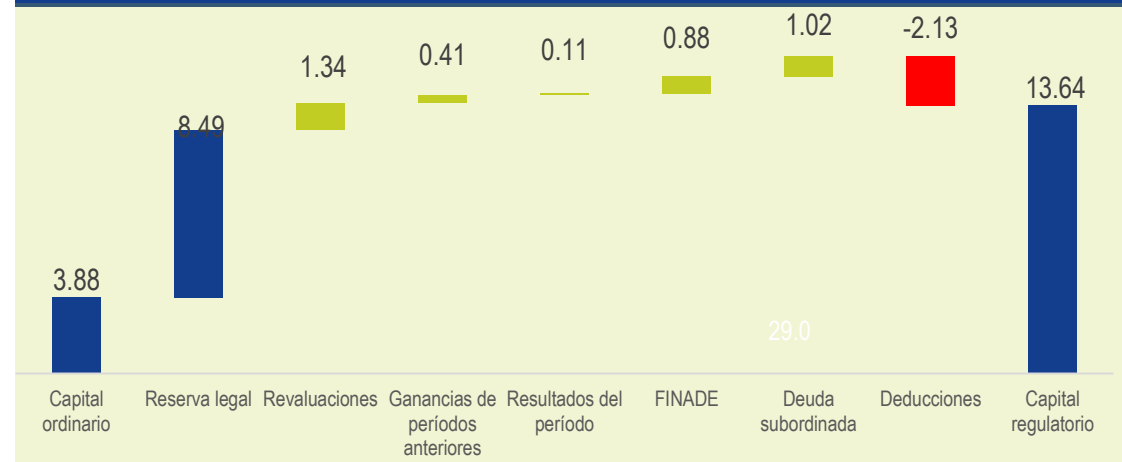 3.88
8.49
1.34
0.41
0.11
0.88
1.02
-2.13
13.64
29.0
Capital
ordinario
Reserva legal
Revaluaciones
Ganancias de
períodos
anteriores
Resultados del
período
FINADE
Deuda
subordinada
Deducciones
Capital
regulatorio